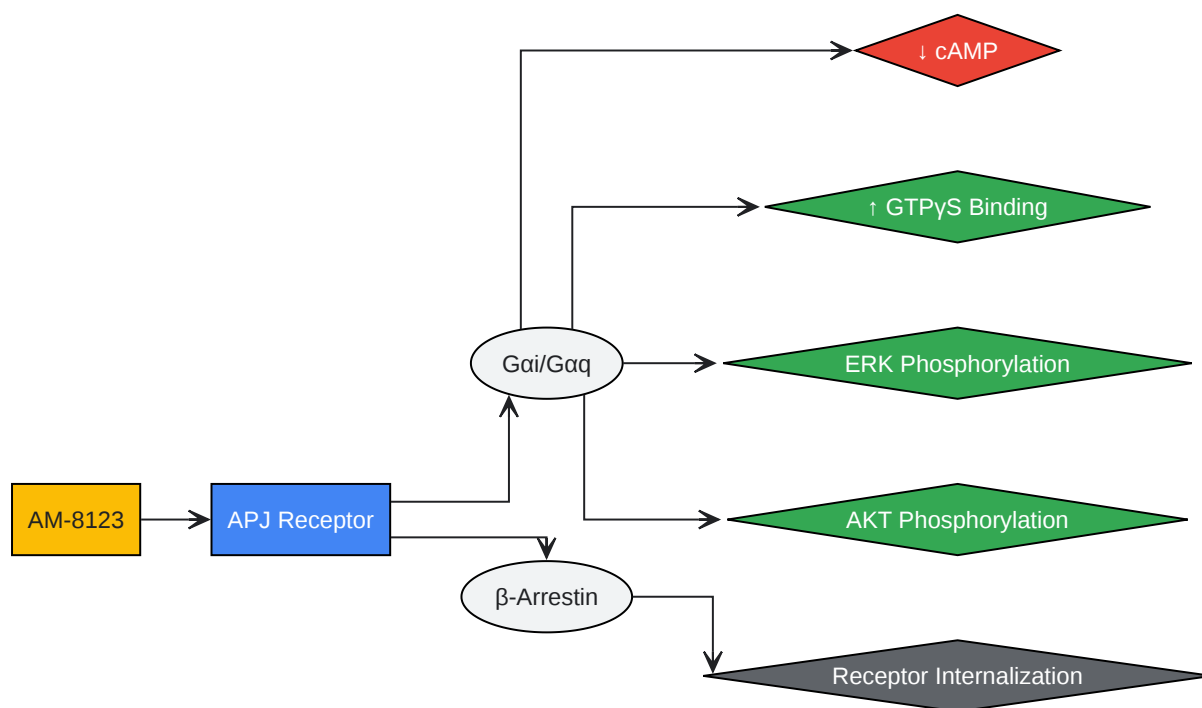 ↓ cAMP
↑ GTPγS Binding
Gαi/Gαq
ERK Phosphorylation
AM-8123
APJ Receptor
AKT Phosphorylation
β-Arrestin
Receptor Internalization